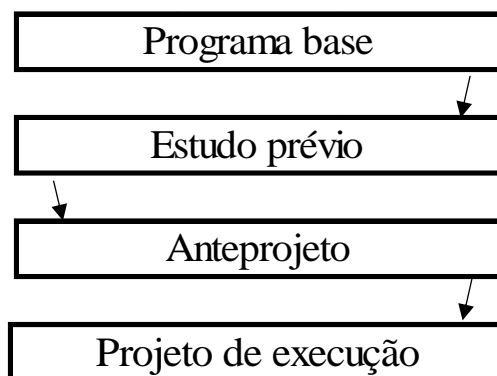 Programa base
Estudo prévio
Anteprojeto
Projeto de execução